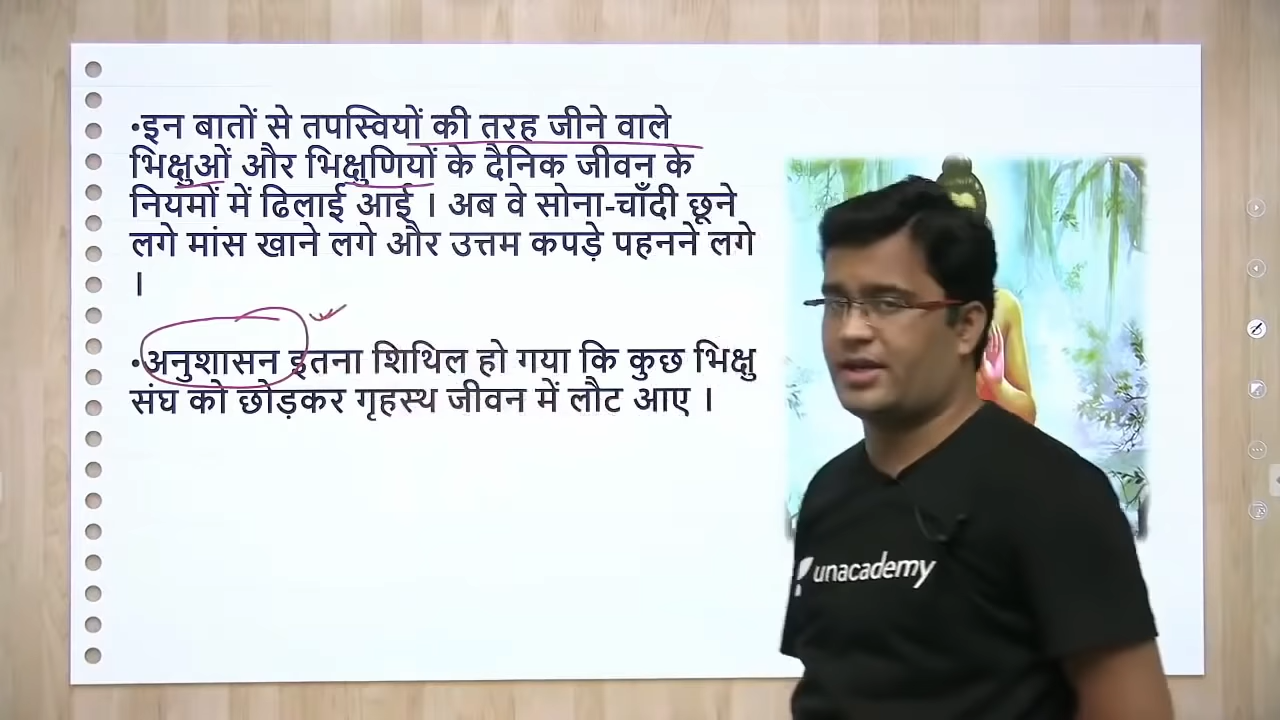 •इन बातों से तपस्वियों की तरह जीने वाले
भिक्षुओं और भिक्षुणियों के दैनिक जीवन के
नियमों में ढिलाई आई । अब वे सोना-चाँदी छूने
लगे मांस खाने लगे और उत्तम कपड़े पहनने लगे
।
•अनुशासन इतना शिथिल हो गया कि कुछ भिक्षु
संघ को छोड़कर गृहस्थ जीवन में लौट आए ।
unacademy